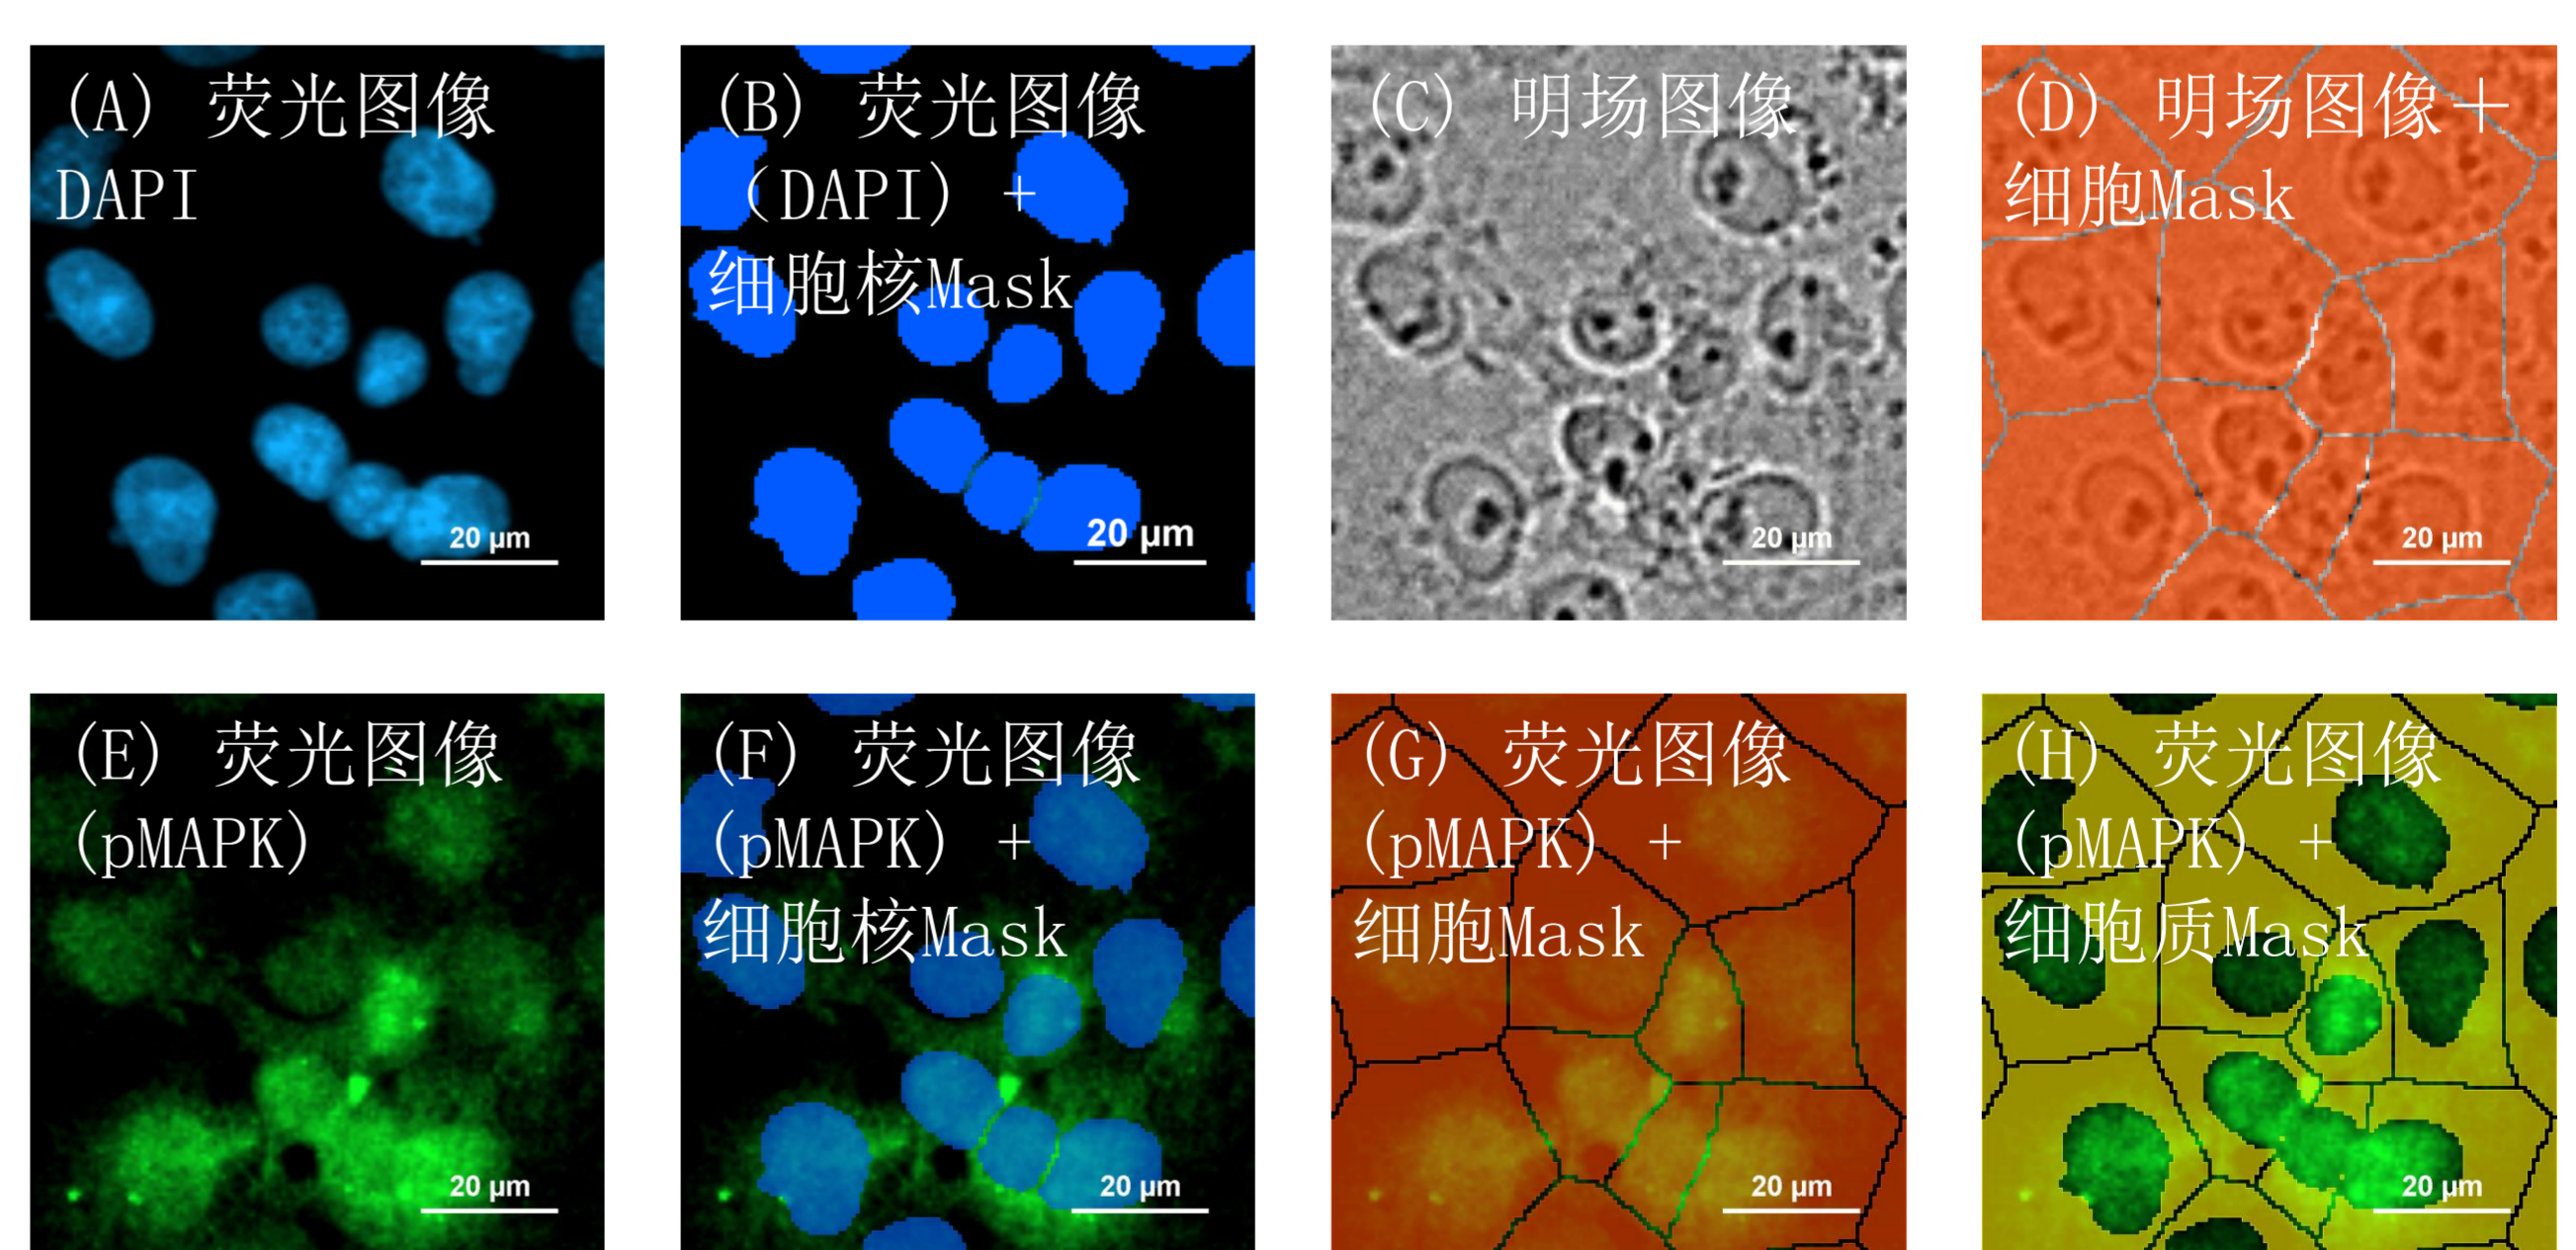 (A) 荧光图像
DAPI
20 μm
(B) 荧光图像
(DAPI) +
细胞核Mask
20 μm
(C) 明场图像
20 μm
(D) 明场图像+
细胞Mask
20 μm
(E) 荧光图像
(pMAPK)
20 μm
(F) 荧光图像
(pMAPK) +
细胞核Mask
20 μm
(G) 荧光图像
(pMAPK) +
细胞Mask
20 μm
(H) 荧光图像
(pMAPK) +
细胞质Mask
20 μm